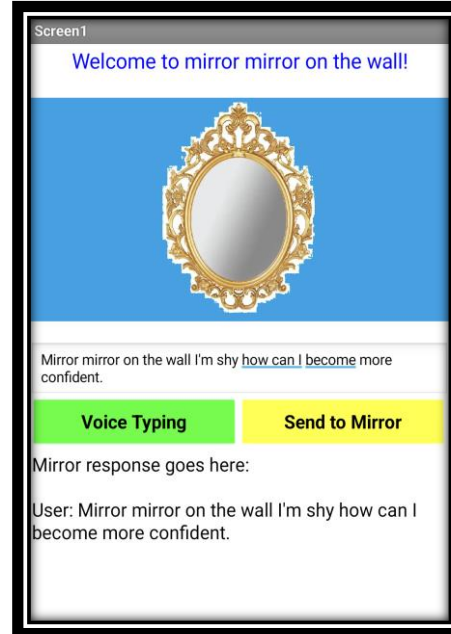 Screen1
Welcome to mirror mirror on the wall!
Mirror mirror on the wall I'm shy how can I become more
confident.
Voice Typing
Send to Mirror
Mirror response goes here:
User: Mirror mirror on the wall I'm shy how can I
become more confident.